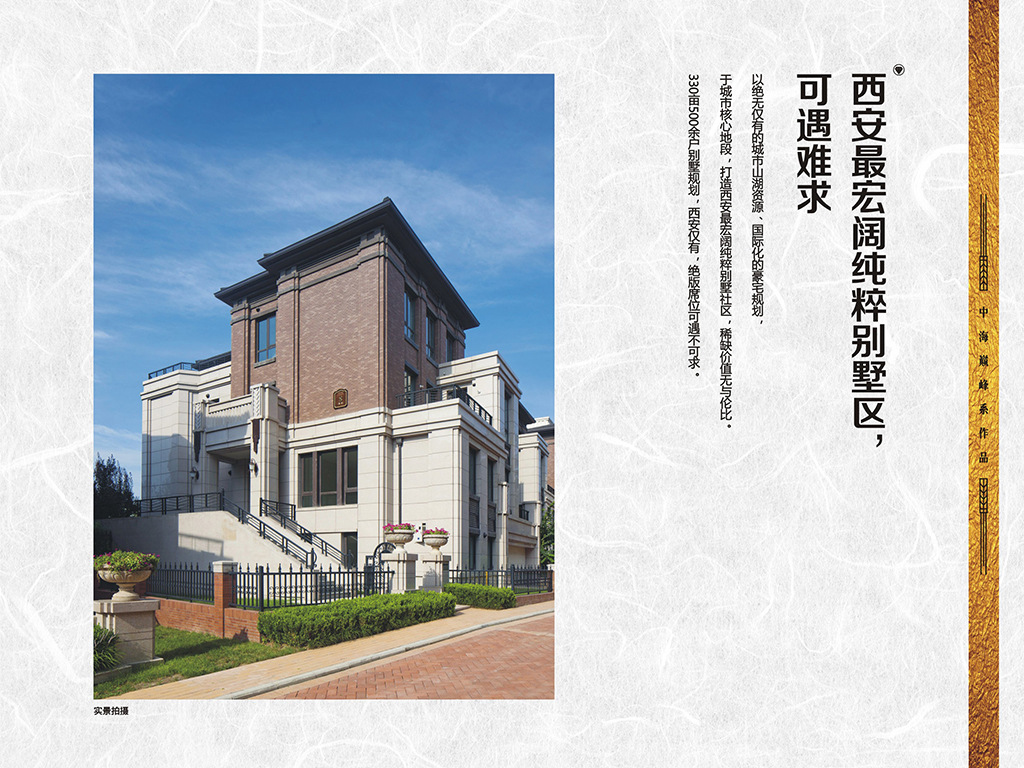 西安最宏阔纯粹别墅区，
可遇难求
以绝无仅有的城市山湖资源、国际化的豪宅规划，
于城市核心地段，打造西安最宏阔纯粹别墅社区，稀缺价值无与伦比。
330亩500余户别墅规划，西安仅有，绝版席位可遇不可求。
中海巅峰系作品
实景拍摄